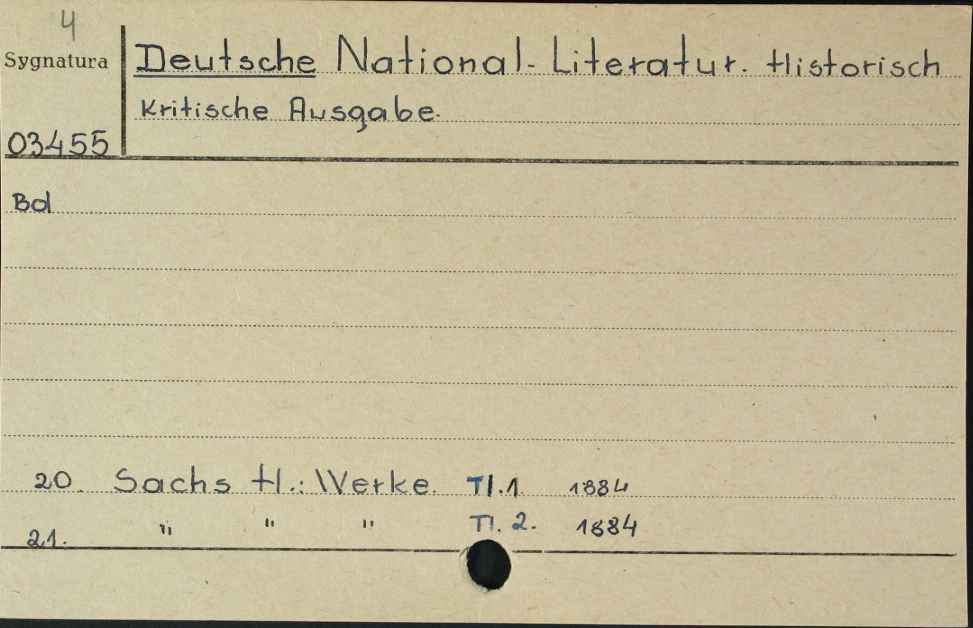 4
Sygnatura
Deutsche National-Literatur. Historisch
Kritische Ausgabe.
03455
Bd
20. Sachs H.: Werke. Tl.1 1884
21. " " " Tl. 2. 1884